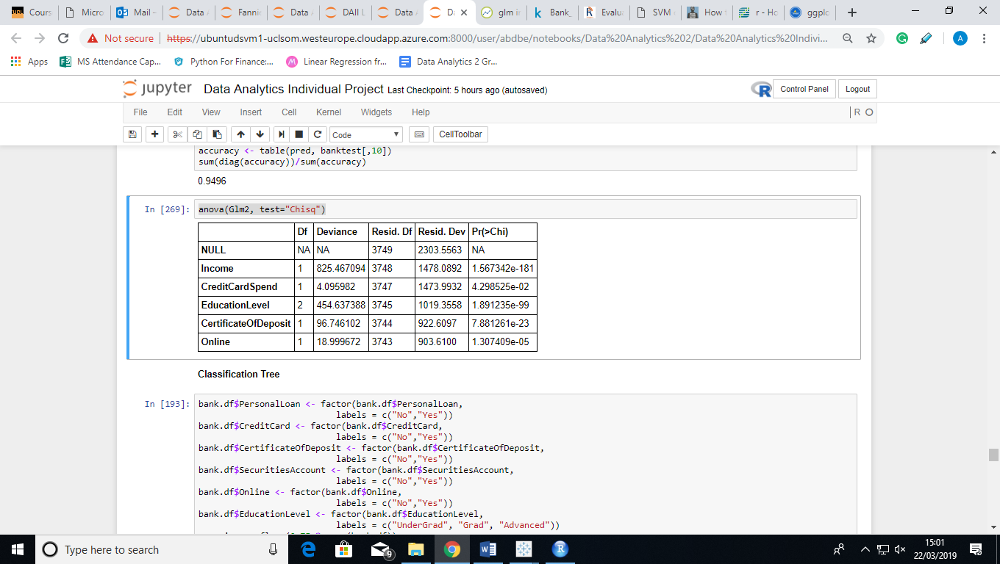 Cours
Micro
Mail -
Data A
Fannie
Data A
DAII L
Data A
Da
glm in
Bank_
Evalua
SVM
How t
r - Ho
ggplo
Not secure
https://ubuntudsvm1-uclsom.westeurope.cloudapp.azure.com:8000/user/abdbe/notebooks/Data%20Analytics%202/Data%20Analytics%20Indivi...
A
Apps
MS Attendance Cap...
Python For Finance:...
Linear Regression fr...
Data Analytics 2 Gr...
jupyter Data Analytics Individual Project Last Checkpoint: 5 hours ago (autosaved)
R Control Panel Logout
File Edit View Insert Cell Kernel Widgets Help R
Code CellToolbar
accuracy <- table(pred, banktest[,10])
sum(diag(accuracy))/sum(accuracy)
0.9496
In [269]: anova(Glm2, test="Chisq")
Df Deviance Resid. Df Resid. Dev Pr(>Chi)
NULL NA NA 3749 2303.5563 NA
Income 1 825.467094 3748 1478.0892 1.567342e-181
CreditCardSpend 1 4.095982 3747 1473.9932 4.298525e-02
EducationLevel 2 454.637388 3745 1019.3558 1.891235e-99
CertificateOfDeposit 1 96.746102 3744 922.6097 7.881261e-23
Online 1 18.999672 3743 903.6100 1.307409e-05
Classification Tree
In [193]: bank.df$PersonalLoan <- factor(bank.df$PersonalLoan,
labels = c("No","Yes"))
bank.df$CreditCard <- factor(bank.df$CreditCard,
labels = c("No","Yes"))
bank.df$CertificateOfDeposit <- factor(bank.df$CertificateOfDeposit,
labels = c("No","Yes"))
bank.df$SecuritiesAccount <- factor(bank.df$SecuritiesAccount,
labels = c("No","Yes"))
bank.df$Online <- factor(bank.df$Online,
labels = c("No","Yes"))
bank.df$EducationLevel <- factor(bank.df$EducationLevel,
labels = c("UnderGrad", "Grad", "Advanced"))
Type here to search
9
15:01
22/03/2019